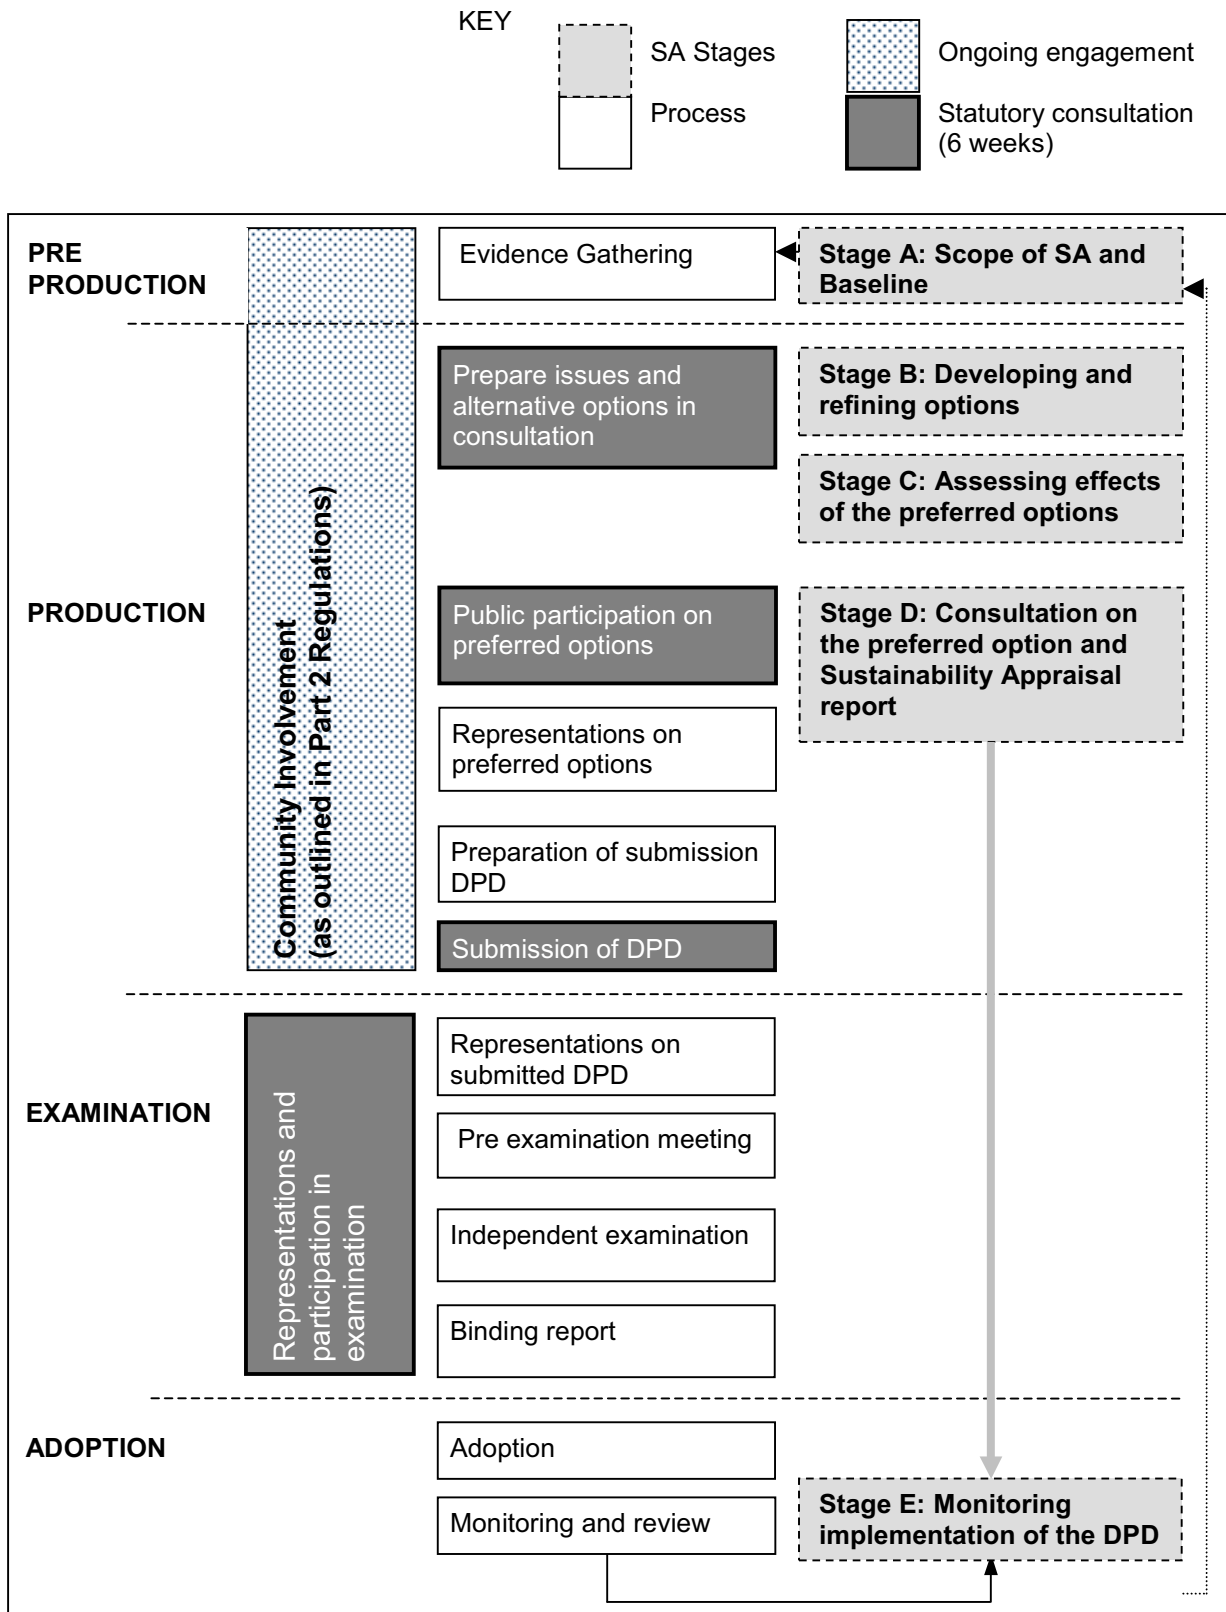 KEY
SA Stages
Process
Ongoing engagement
Statutory consultation
(6 weeks)
PRE
PRODUCTION
Evidence Gathering
Stage A: Scope of SA and
Baseline
Community Involvement
(as outlined in Part 2 Regulations)
PRODUCTION
Prepare issues and
alternative options in
consultation
Stage B: Developing and
refining options
Stage C: Assessing effects
of the preferred options
Public participation on
preferred options
Stage D: Consultation on
the preferred option and
Sustainability Appraisal
report
Representations on
preferred options
Preparation of submission
DPD
Submission of DPD
EXAMINATION
Representations and
participation in
examination
Representations on
submitted DPD
Pre examination meeting
Independent examination
Binding report
ADOPTION
Adoption
Monitoring and review
Stage E: Monitoring
implementation of the DPD